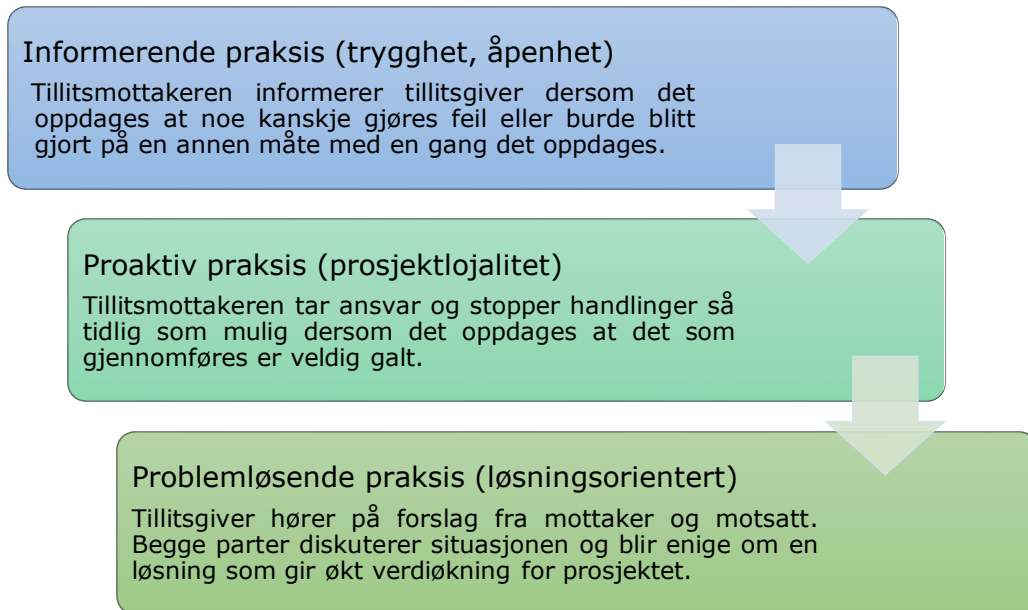 Informerende praksis (trygghet, åpenhet)
Tillitsmottakeren informerer tillitsgiver dersom det
oppdages at noe kanskje gjøres feil eller burde blitt
gjort på en annen måte med en gang det oppdages.
Proaktiv praksis (prosjektlojalitet)
Tillitsmottakeren tar ansvar og stopper handlinger så
tidlig som mulig dersom det oppdages at det som
gjennomføres er veldig galt.
Problemløsende praksis (løsningsorientert)
Tillitsgiver hører på forslag fra mottaker og motsatt.
Begge parter diskuterer situasjonen og blir enige om en
løsning som gir økt verdiøkning for prosjektet.